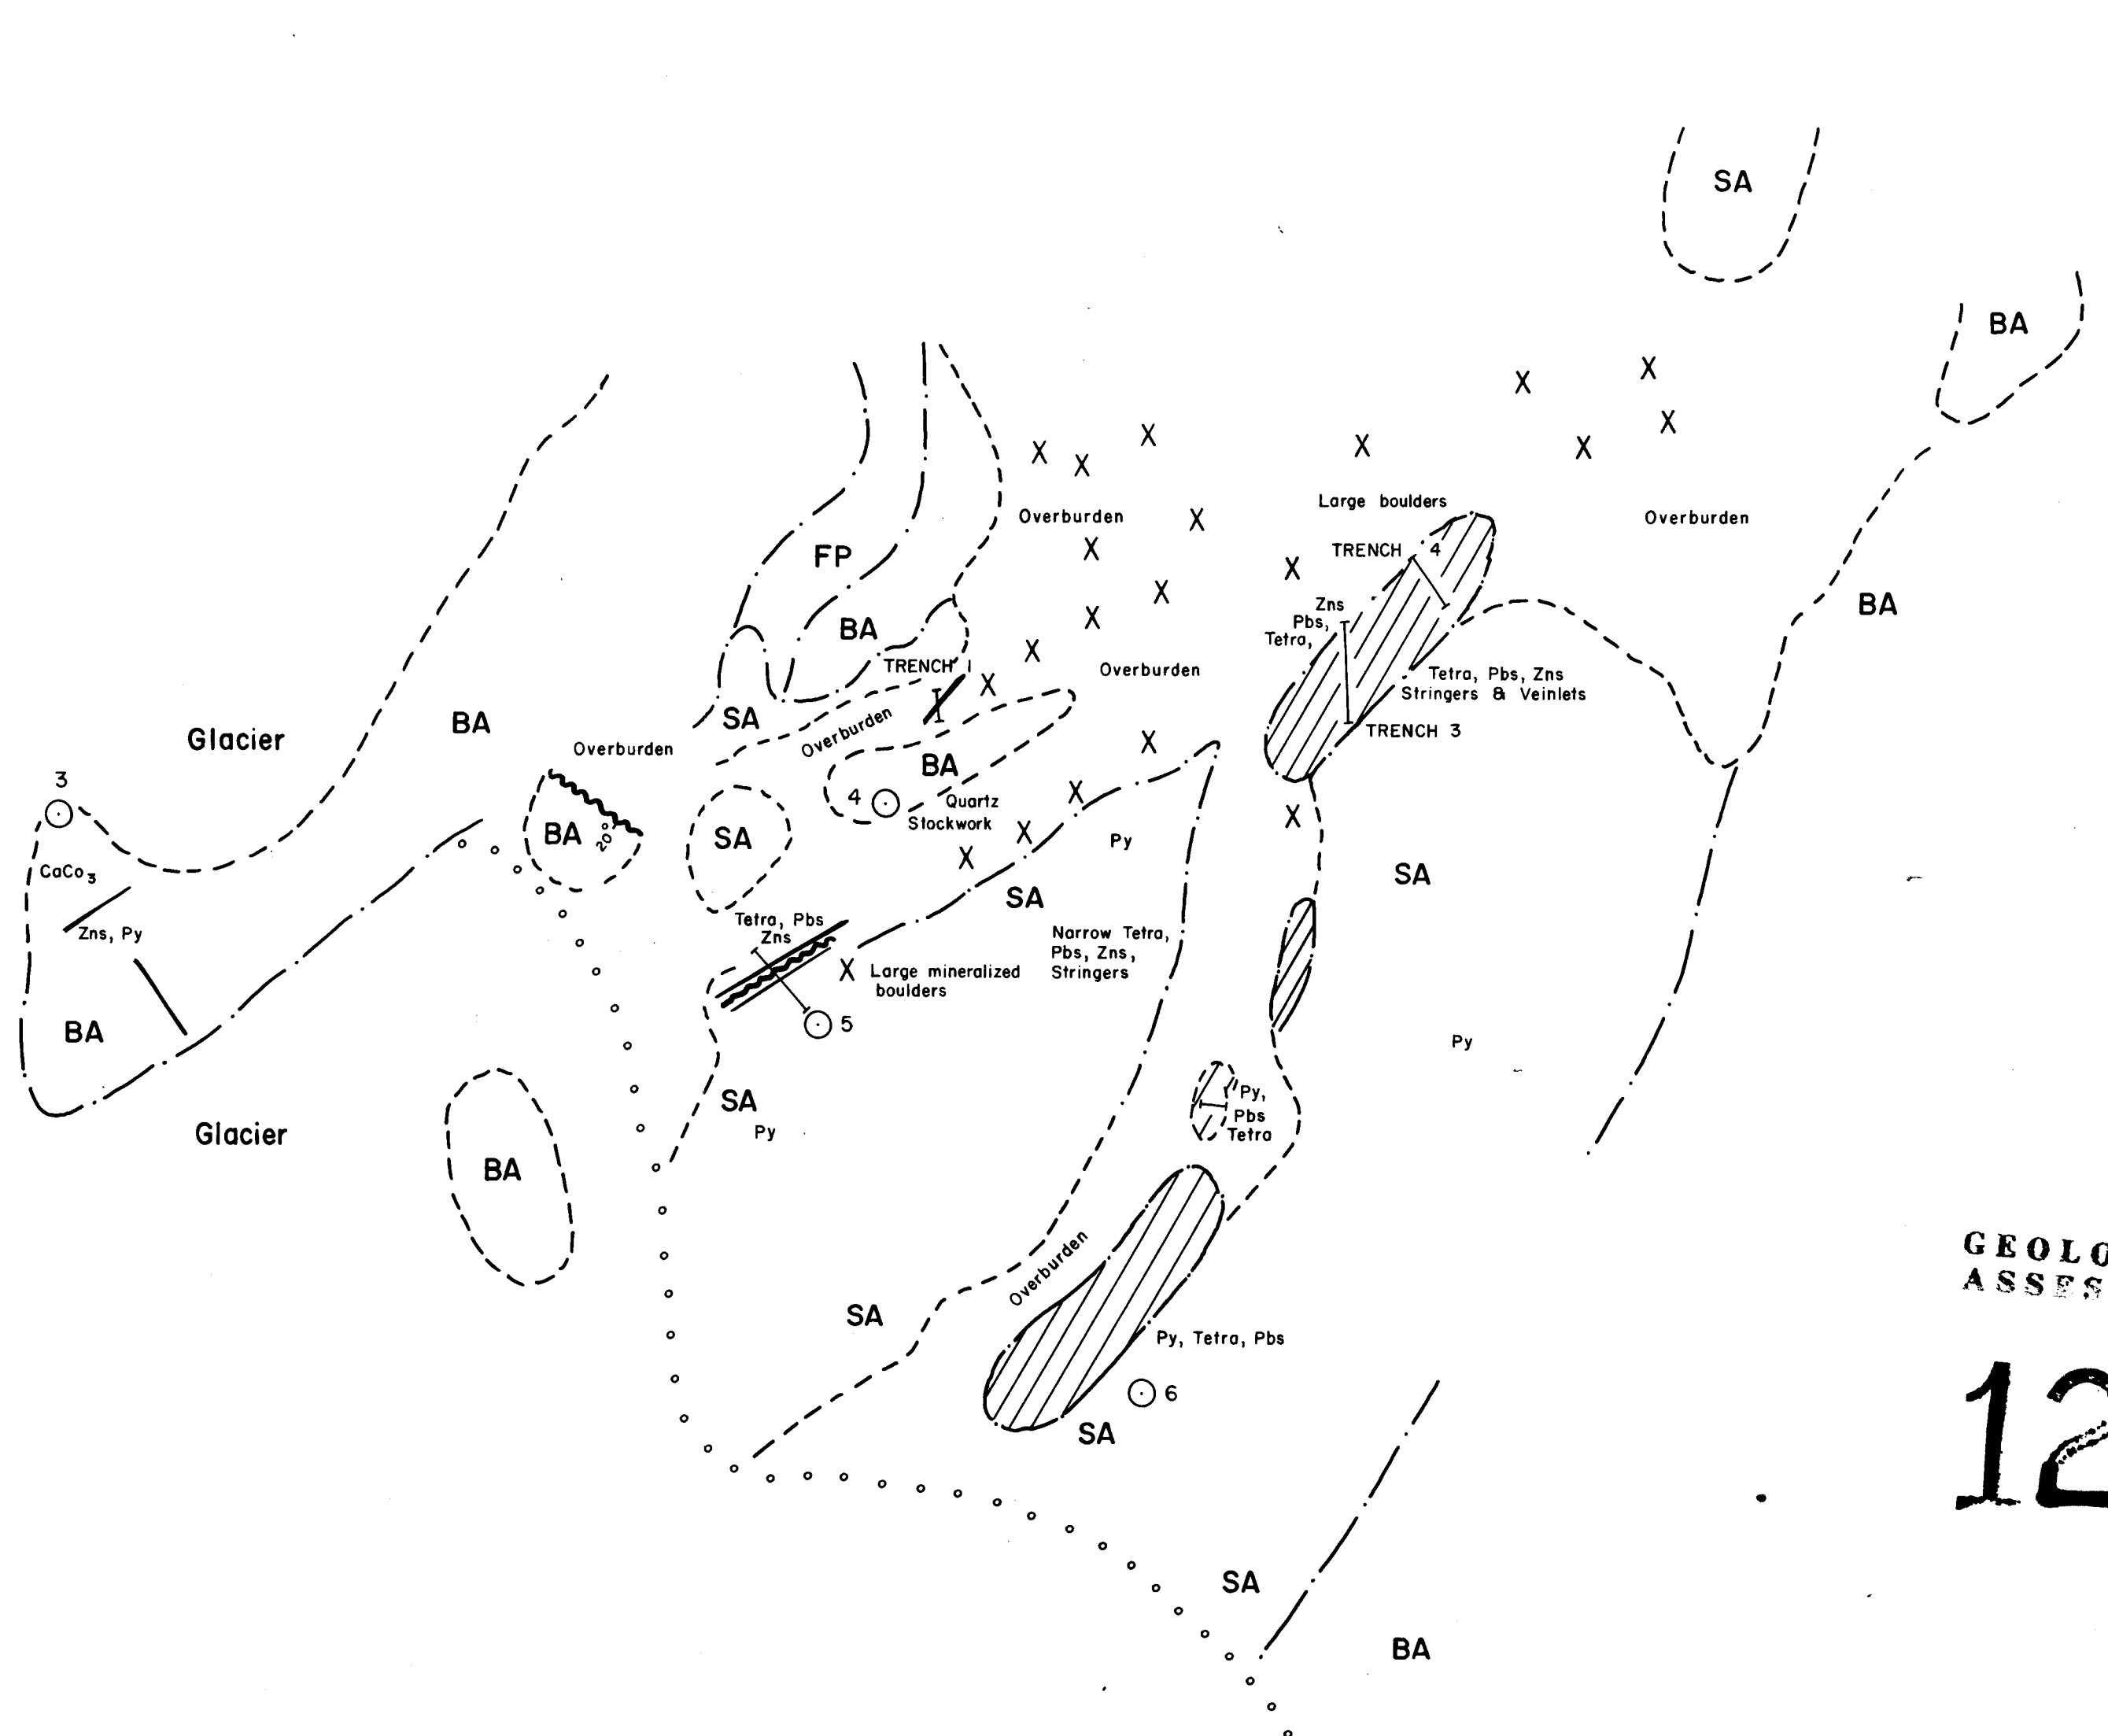 SA
BA
X X
X X
X X X X
Large boulders
Overburden
Overburden
X
TRENCH 4
X
FP
X
X
Zns
Pbs,
Tetra,
BA
X
BA
X
TRENCH 1
Overburden
X
Tetra, Pbs, Zns
Stringers & Veinlets
SA
Overburden
BA
TRENCH 3
Glacier
Overburden
X
BA
3
X
4
Quartz
Stockwork
X
BA
20°
SA
X
Py
X
CaCo3
SA
SA
Tetra, Pbs
Zns
Zns, Py
Narrow Tetra,
Pbs, Zns,
Stringers
X
Large mineralized
boulders
5
BA
Py
Py,
Pbs
Tetra
SA
Py
Glacier
BA
Overburden
GEOLO
ASSES
SA
Py, Tetra, Pbs
6
12
SA
SA
BA